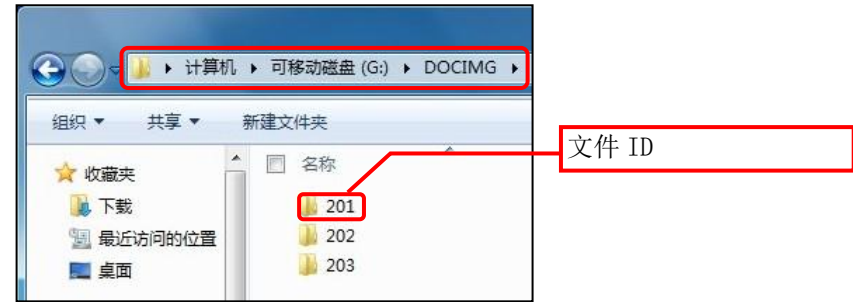 计算机 可移动磁盘 (G:) DOCIMG
组织 共享 新建文件夹
收藏夹
下载
最近访问的位置
桌面
名称
201
202
203
文件 ID